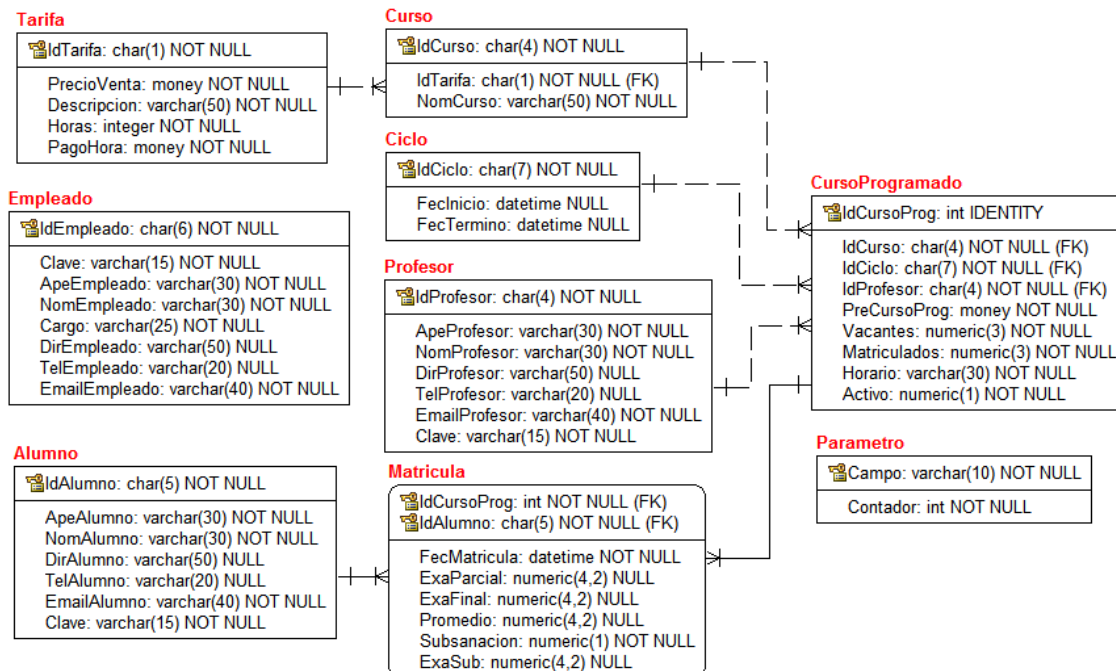 Tarifa
IdTarifa: char(1) NOT NULL
PrecioVenta: money NOT NULL
Descripcion: varchar(50) NOT NULL
Horas: integer NOT NULL
PagoHora: money NOT NULL
Curso
IdCurso: char(4) NOT NULL
IdTarifa: char(1) NOT NULL (FK)
NomCurso: varchar(50) NOT NULL
Ciclo
IdCiclo: char(7) NOT NULL
FecInicio: datetime NULL
FecTermino: datetime NULL
CursoProgramado
IdCursoProg: int IDENTITY
IdCurso: char(4) NOT NULL (FK)
IdCiclo: char(7) NOT NULL (FK)
IdProfesor: char(4) NOT NULL (FK)
PreCursoProg: money NOT NULL
Vacantes: numeric(3) NOT NULL
Matriculados: numeric(3) NOT NULL
Horario: varchar(30) NOT NULL
Activo: numeric(1) NOT NULL
Empleado
IdEmpleado: char(6) NOT NULL
Clave: varchar(15) NOT NULL
ApeEmpleado: varchar(30) NOT NULL
NomEmpleado: varchar(30) NOT NULL
Cargo: varchar(25) NOT NULL
DirEmpleado: varchar(50) NULL
TelEmpleado: varchar(20) NULL
EmailEmpleado: varchar(40) NOT NULL
Profesor
IdProfesor: char(4) NOT NULL
ApeProfesor: varchar(30) NOT NULL
NomProfesor: varchar(30) NOT NULL
DirProfesor: varchar(50) NULL
TelProfesor: varchar(20) NULL
EmailProfesor: varchar(40) NOT NULL
Clave: varchar(15) NOT NULL
Alumno
IdAlumno: char(5) NOT NULL
ApeAlumno: varchar(30) NOT NULL
NomAlumno: varchar(30) NOT NULL
DirAlumno: varchar(50) NULL
TelAlumno: varchar(20) NULL
EmailAlumno: varchar(40) NOT NULL
Clave: varchar(15) NOT NULL
Matricula
IdCursoProg: int NOT NULL (FK)
IdAlumno: char(5) NOT NULL (FK)
FecMatricula: datetime NOT NULL
ExaParcial: numeric(4,2) NULL
ExaFinal: numeric(4,2) NULL
Promedio: numeric(4,2) NULL
Subsanacion: numeric(1) NOT NULL
ExaSub: numeric(4,2) NULL
Parametro
Campo: varchar(10) NOT NULL
Contador: int NOT NULL